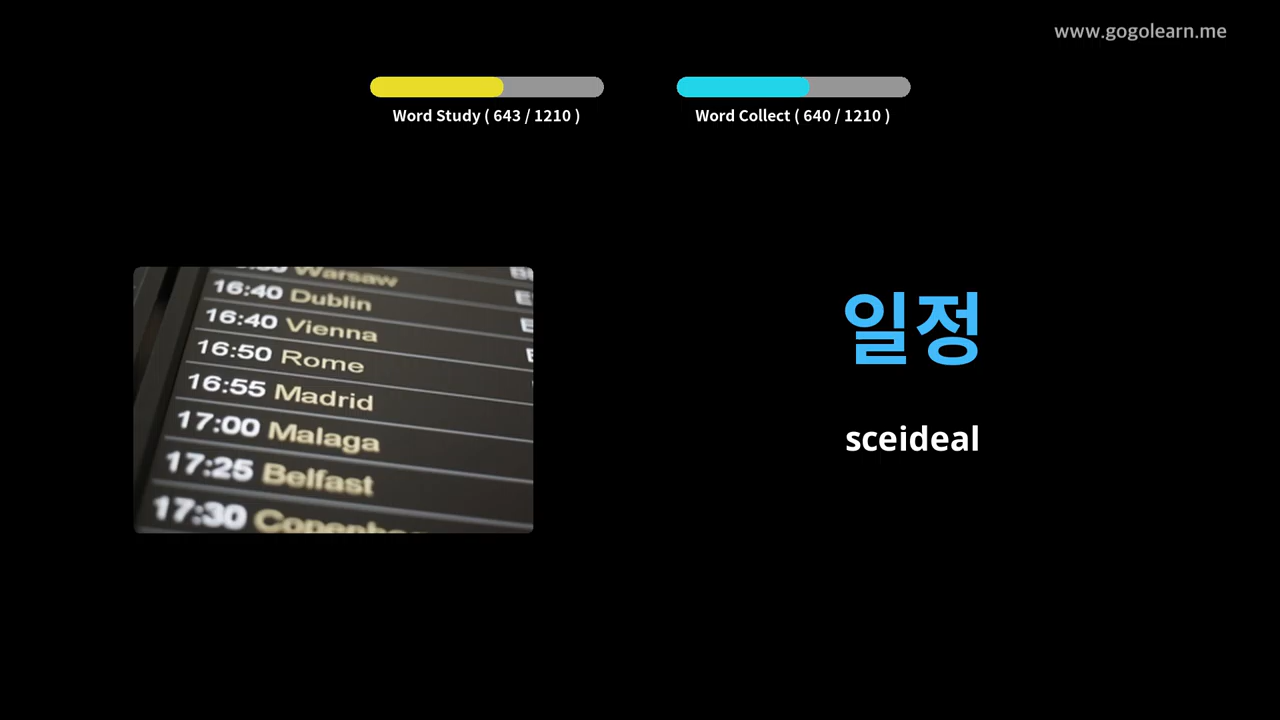 www.gogolearn.me
Word Study ( 643 / 1210 )
Word Collect ( 640 / 1210 )
Warsaw
16:40 Dublin
16:40 Vienna
16:50 Rome
16:55 Madrid
17:00 Malaga
17:25 Belfast
17:30
일정
sceideal